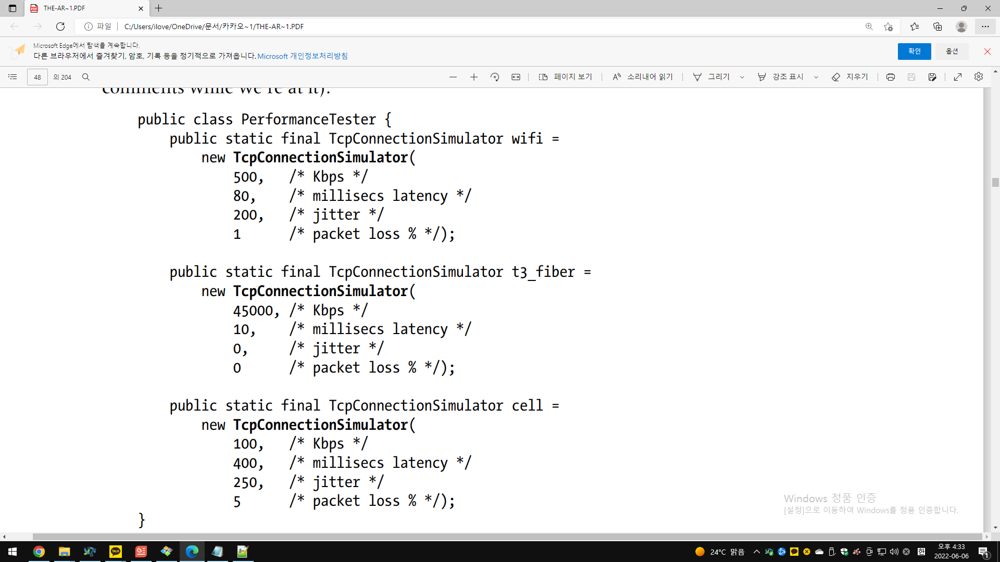 THE-AR~1.PDF
파일 C:/Users/ilove/OneDrive/문서/카카오~1/THE-AR~1.PDF
Microsoft Edge에서 탐색을 계속합니다.
다른 브라우저에서 즐겨찾기, 암호, 기록 등을 정기적으로 가져옵니다. Microsoft 개인정보처리방침
확인 옵션
48 의 204 페이지 보기 소리내어 읽기 그리기 강조 표시 지우기
comments while we're at it):
public class PerformanceTester {
public static final TcpConnectionSimulator wifi =
new TcpConnectionSimulator(
500, /* Kbps */
80, /* millisecs latency */
200, /* jitter */
1 /* packet loss % */);
public static final TcpConnectionSimulator t3_fiber =
new TcpConnectionSimulator(
45000, /* Kbps */
10, /* millisecs latency */
0, /* jitter */
0 /* packet loss % */);
public static final TcpConnectionSimulator cell =
new TcpConnectionSimulator(
100, /* Kbps */
400, /* millisecs latency */
250, /* jitter */
5 /* packet loss % */);
}
Windows 정품 인증
[설정]으로 이동하여 Windows를 정품 인증합니다.
TALK
24°C 맑음
한
오후 4:33
2022-06-06
1